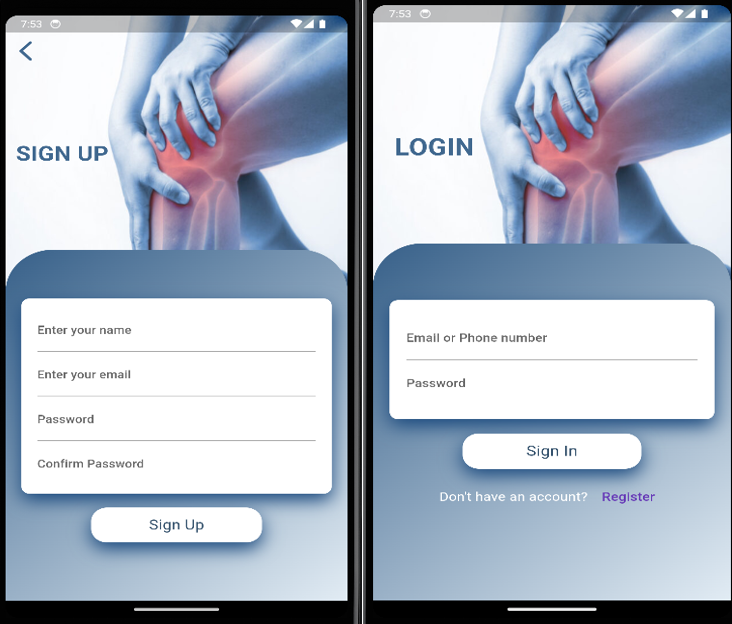 7:53
SIGN UP
Enter your name
Enter your email
Password
Confirm Password
Sign Up
7:53
LOGIN
Email or Phone number
Password
Sign In
Don't have an account? Register